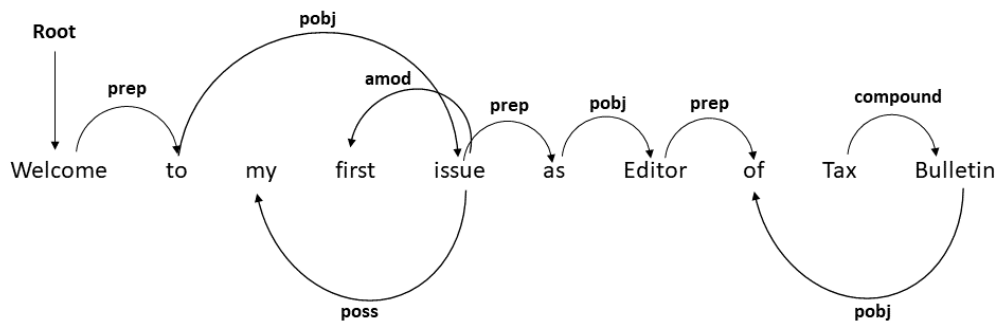 pobj
Root
amod
prep
prep
pobj
prep
compound
Welcome to my first issue as Editor of Tax Bulletin
poss
pobj